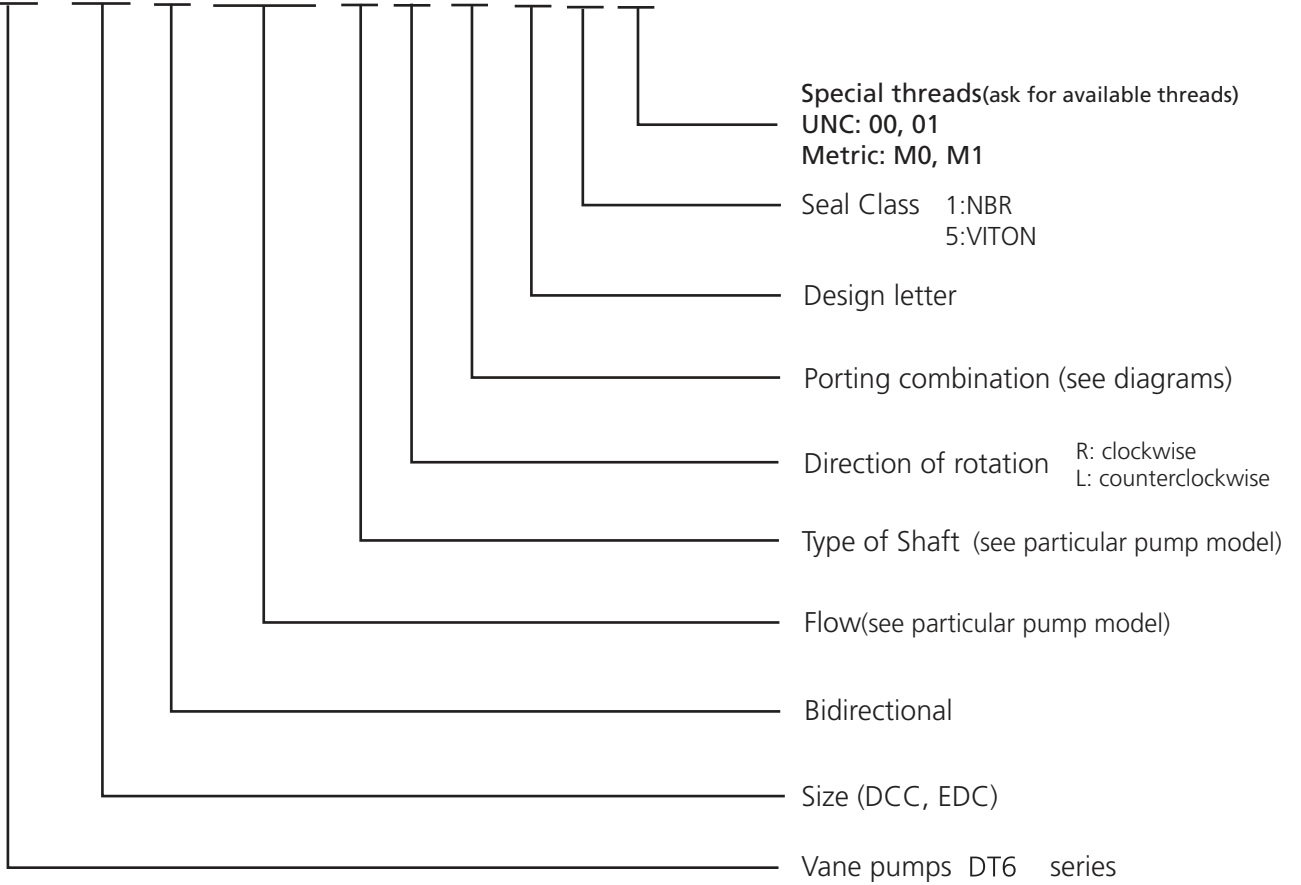 Special threads(ask for available threads)
UNC: 00, 01
Metric: M0, M1
Seal Class 1:NBR
5:VITON
Design letter
Porting combination (see diagrams)
Direction of rotation R: clockwise
L: counterclockwise
Type of Shaft (see particular pump model)
Flow(see particular pump model)
Bidirectional
Size (DCC, EDC)
Vane pumps DT6 series